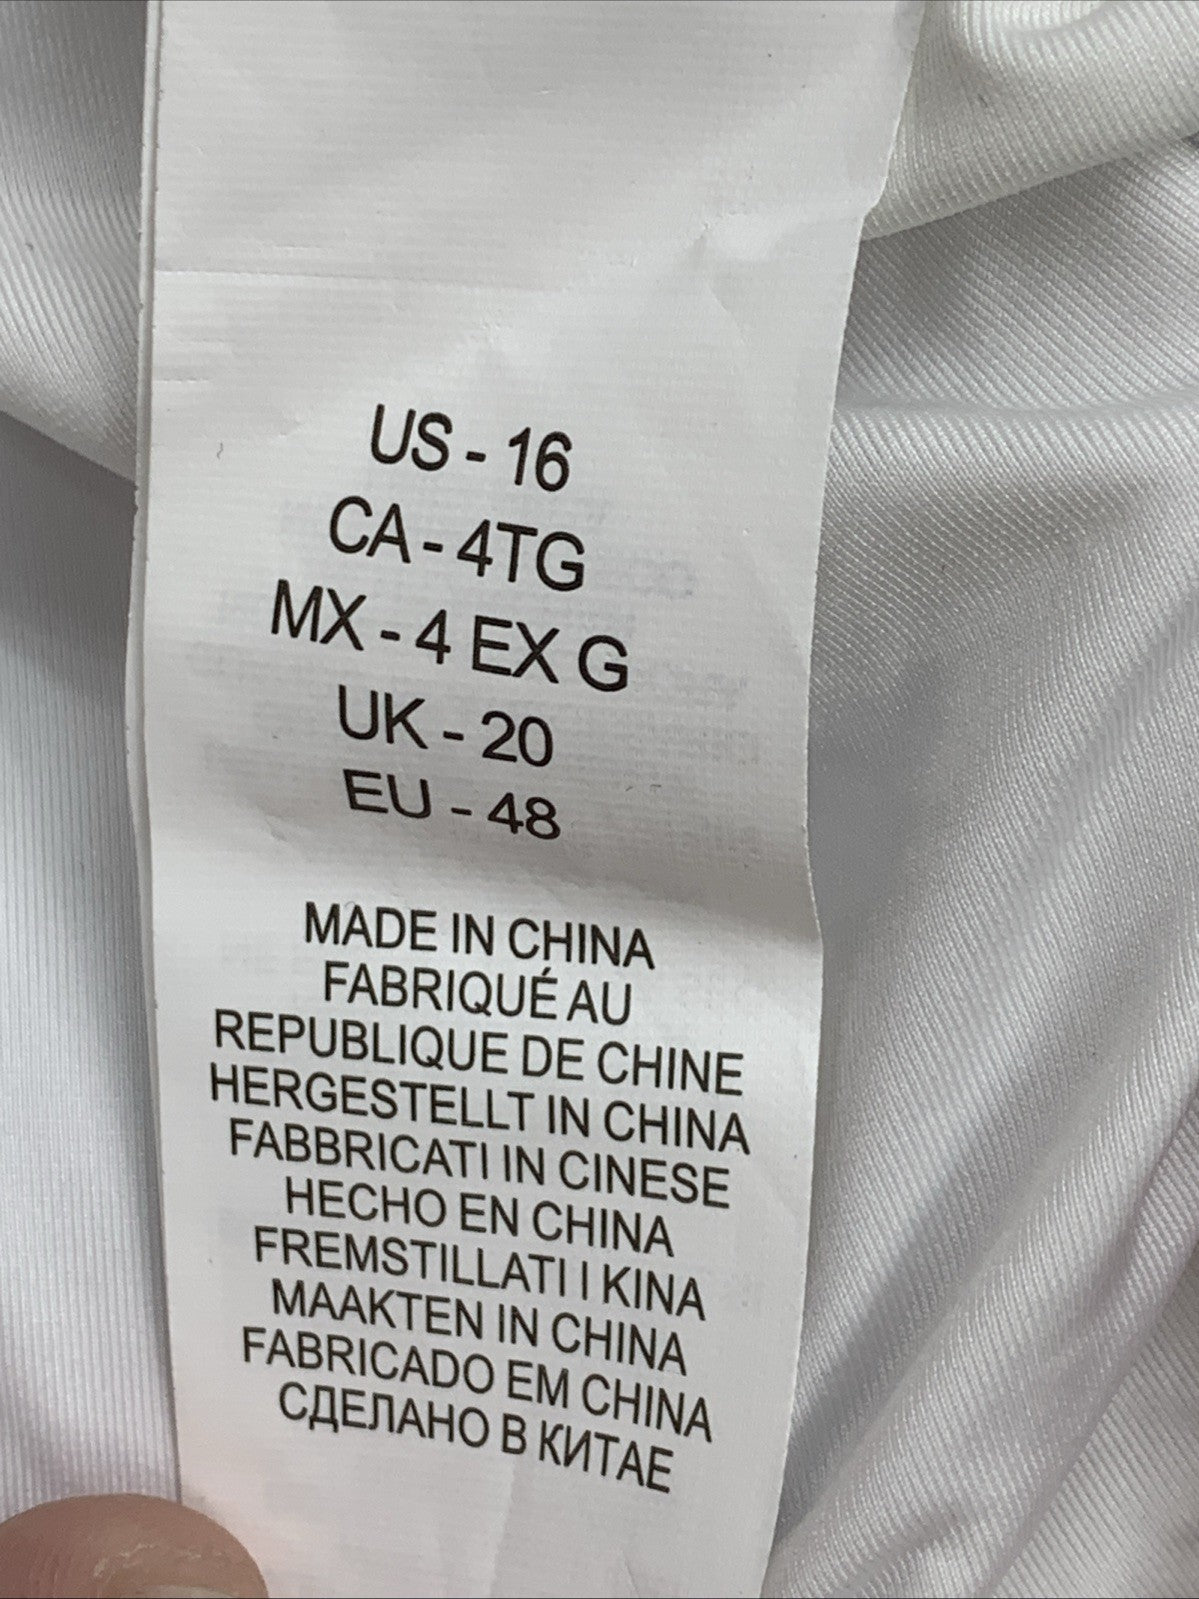 US - 16
CA - 4TG
MX - 4 EX G
UK - 20
EU - 48
MADE IN CHINA
FABRIQUÉ AU
REPUBLIQUE DE CHINE
HERGESTELLT IN CHINA
FABBRICATI IN CINESE
HECHO EN CHINA
FREMSTILLATI I KINA
MAAKTEN IN CHINA
FABRICADO EM CHINA
СДЕЛАНО В КИТАЕ